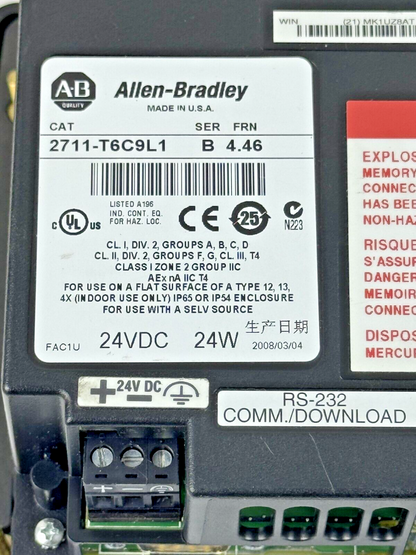 WIN (21) MK1UZ8AT
A·B
QUALITY
Allen-Bradley
MADE IN U.S.A.
CAT SER FRN
2711-T6C9L1 B 4.46
LISTED A196
IND. CONT. EQ.
FOR HAZ. LOC.
c UL us
CE
25
N223
CL. I, DIV. 2, GROUPS A, B, C, D
CL. II, DIV. 2, GROUPS F, G, CL. III, T4
CLASS I ZONE 2 GROUP IIC
AEx nA IIC T4
FOR USE ON A FLAT SURFACE OF A TYPE 12, 13,
4X (INDOOR USE ONLY) IP65 OR IP54 ENCLOSURE
FOR USE WITH A SELV SOURCE
生产日期
FAC1U 24VDC 24W 2008/03/04
EXPLOS
MEMORY
CONNEC
HAS BEE
NON-HAZ
RISQUE
S'ASSUR
DANGER
MEMOIR
CONNEC
DISPOS
MERCUR
+ 24V DC
RS-232
COMM./DOWNLOAD